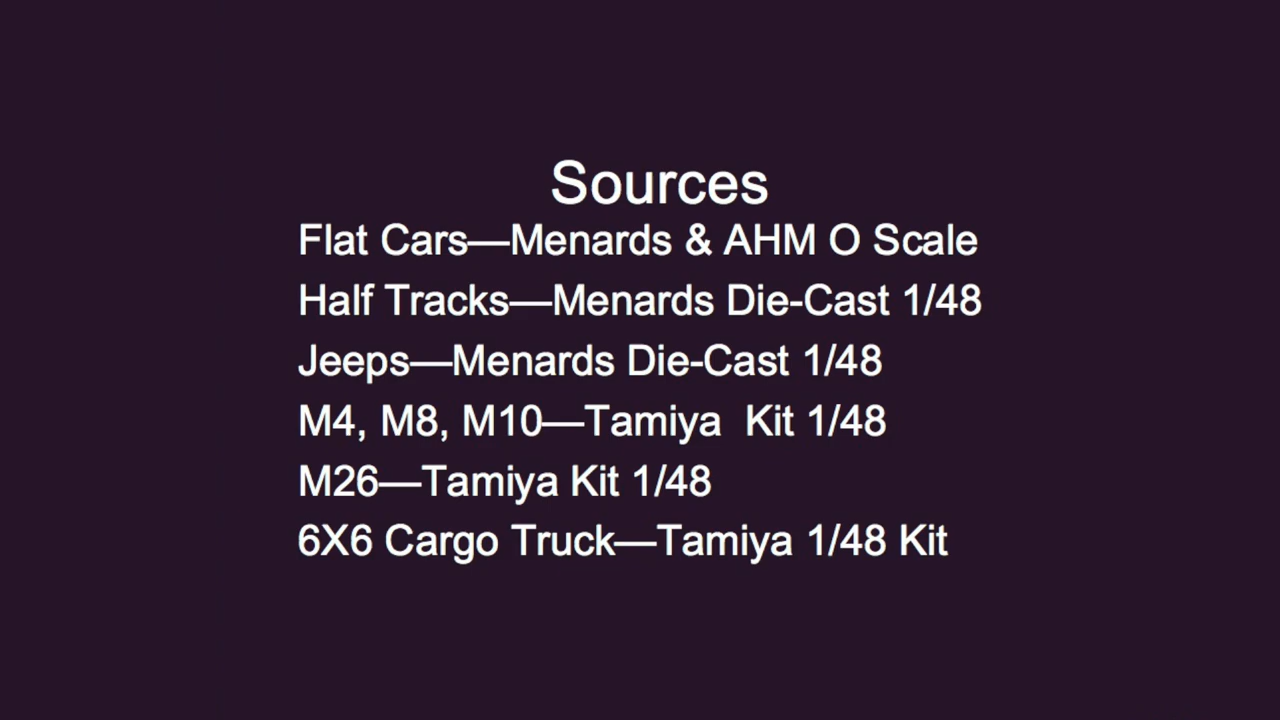 Sources
Flat Cars—Menards & AHM O Scale
Half Tracks—Menards Die-Cast 1/48
Jeeps—Menards Die-Cast 1/48
M4, M8, M10—Tamiya  Kit 1/48
M26—Tamiya Kit 1/48
6X6 Cargo Truck—Tamiya 1/48 Kit